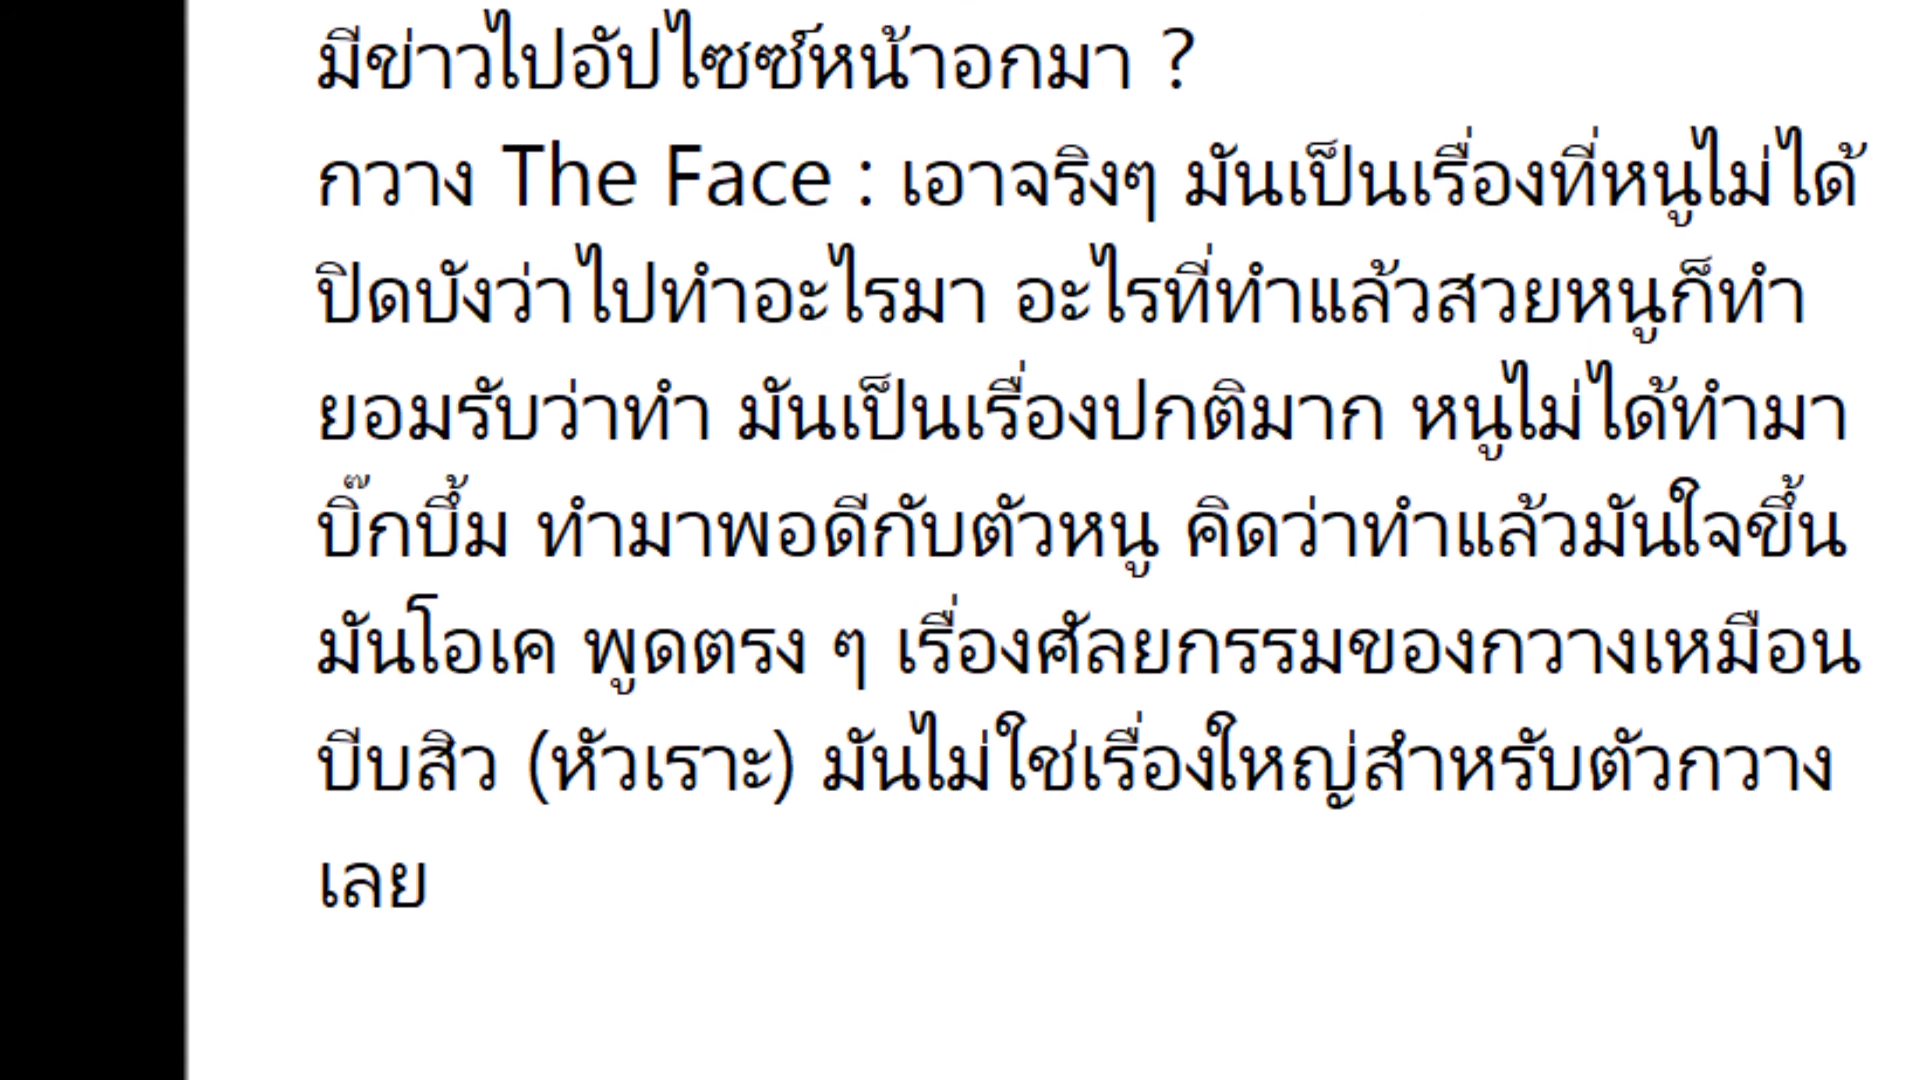 มีข่าวไปอัปไซซ์หน้าอกมา ?
กวาง The Face : เอาจริงๆ มันเป็นเรื่องที่หนูไม่ได้
ปิดบังว่าไปทำอะไรมา อะไรที่ทำแล้วสวยหนูก็ทำ
ยอมรับว่าทำ มันเป็นเรื่องปกติมาก หนูไม่ได้ทำมา
บิ๊กบึ้ม ทำมาพอดีกับตัวหนู คิดว่าทำแล้วมันใจขึ้น
มันโอเค พูดตรง ๆ เรื่องศัลยกรรมของกวางเหมือน
บีบสิว (หัวเราะ) มันไม่ใช่เรื่องใหญ่สำหรับตัวกวาง
เลย